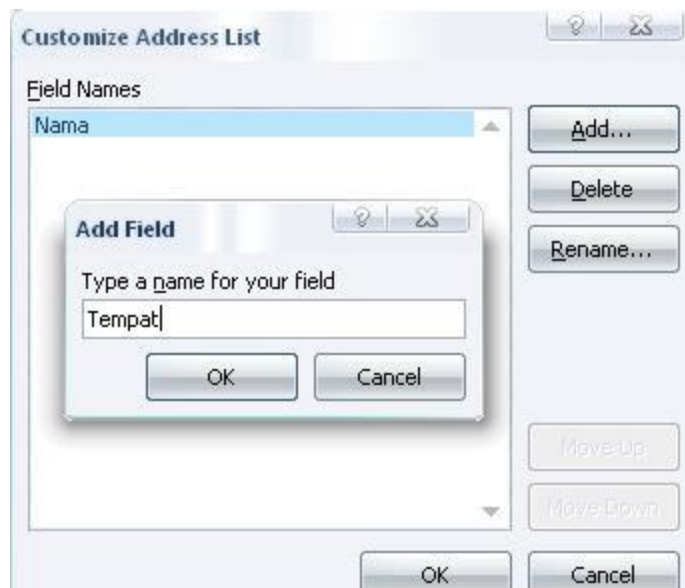 Customize Address List
Field Names
Nama
Add...
Delete
Rename...
Add Field
Type a name for your field
Tempat
OK
Cancel
Move Up
Move Down
OK
Cancel